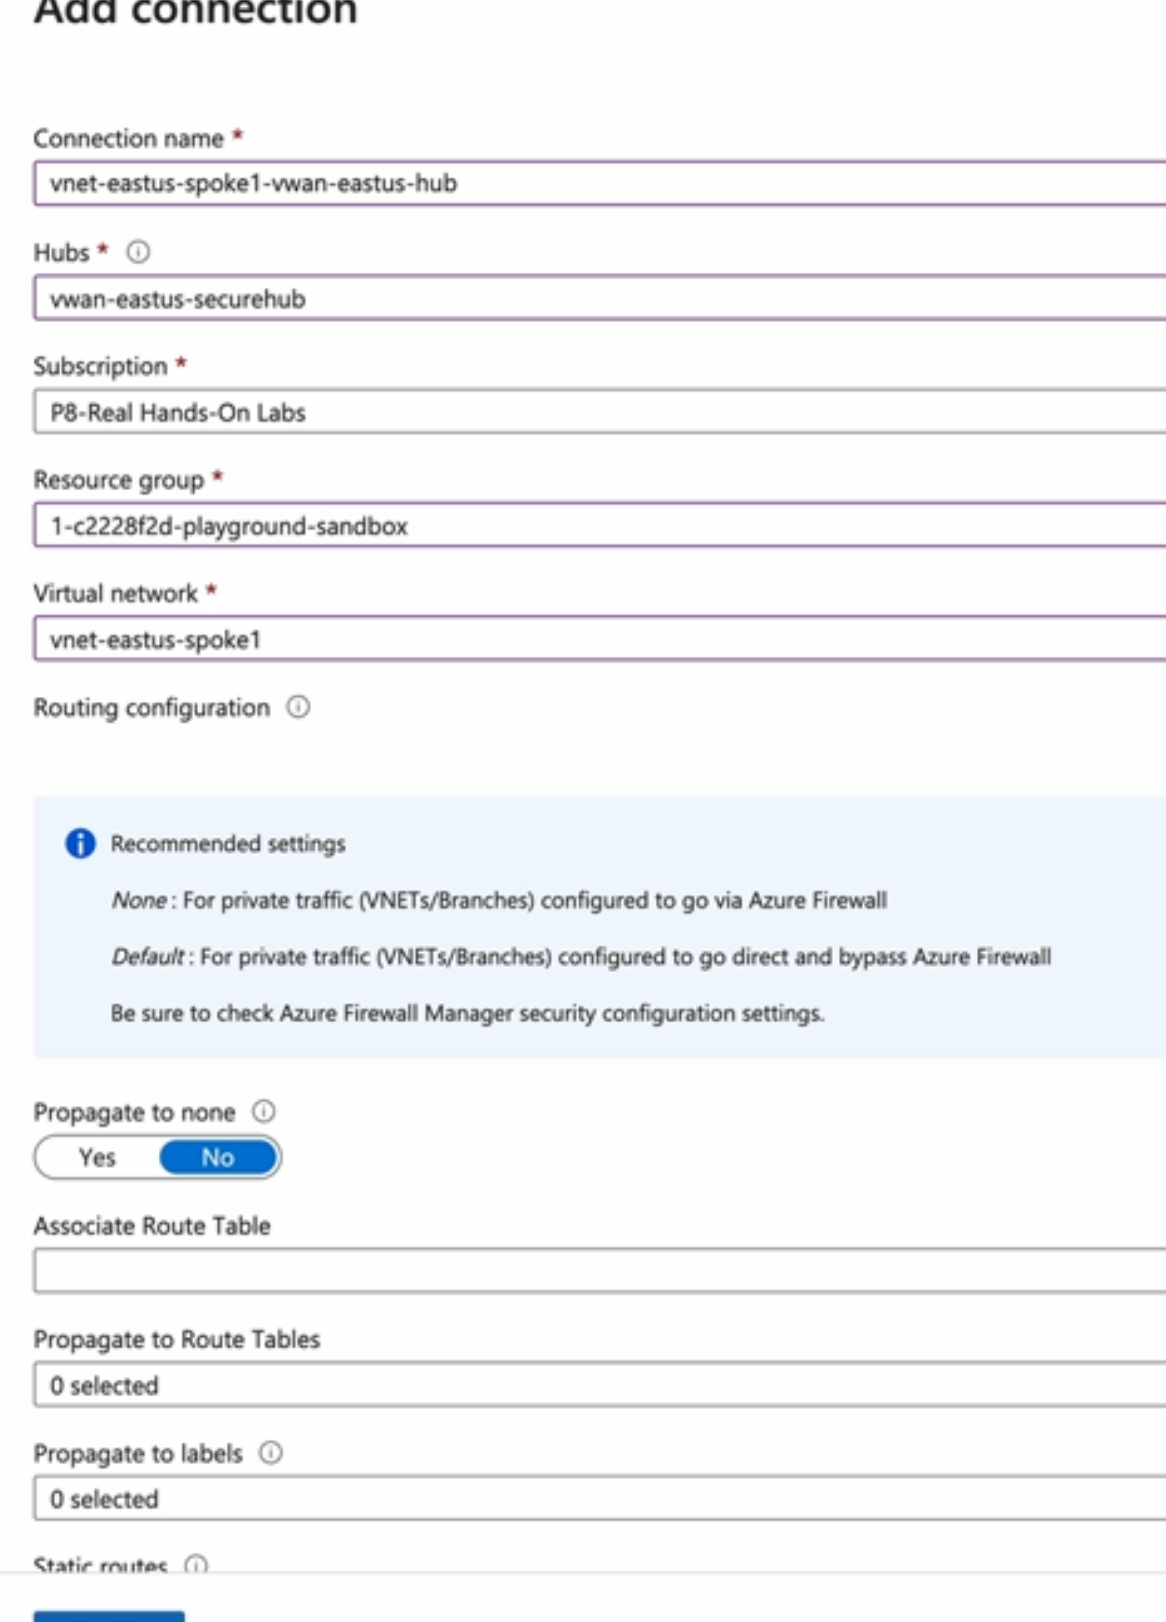 Add connection
Connection name *
vnet-eastus-spoke1-vwan-eastus-hub
Hubs *
vwan-eastus-securehub
Subscription *
P8-Real Hands-On Labs
Resource group *
1-c2228f2d-playground-sandbox
Virtual network *
vnet-eastus-spoke1
Routing configuration
Recommended settings
None : For private traffic (VNETs/Branches) configured to go via Azure Firewall
Default : For private traffic (VNETs/Branches) configured to go direct and bypass Azure Firewall
Be sure to check Azure Firewall Manager security configuration settings.
Propagate to none
Yes No
Associate Route Table
Propagate to Route Tables
0 selected
Propagate to labels
0 selected
Static routes